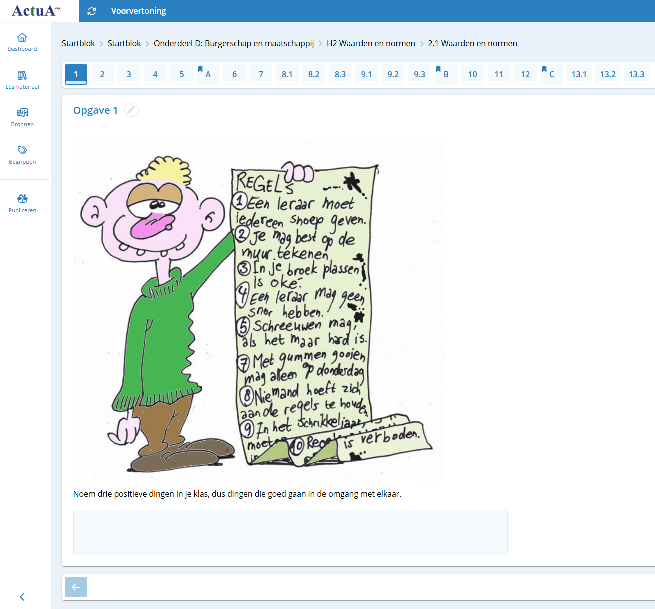 ActuA
Voorvertoning
Dashboard
Lesmateriaal
Bronnen
Begrippen
Publiceren
Startblok > Startblok > Onderdeel D: Burgerschap en maatschappij > H2 Waarden en normen > 2.1 Waarden en normen
1 2 3 4 5 A 6 7 8.1 8.2 8.3 9.1 9.2 9.3 B 10 11 12 C 13.1 13.2 13.3
Opgave 1
REGELS
1 Een leraar moet
iedereen snoep geven.
2 Je mag best op de
muur tekenen
3 In je broek plassen
is oké.
4 Een leraar mag geen
snor hebben.
5 Schreeuwen mag,
als het maar hard is.
7 Met gummen gooien
mag alleen op donderdag
8 Niemand hoeft zich
aan de regels te houden
9 In het schrikkeljaar
moet
10 is verboden.
Noem drie positieve dingen in je klas, dus dingen die goed gaan in de omgang met elkaar.